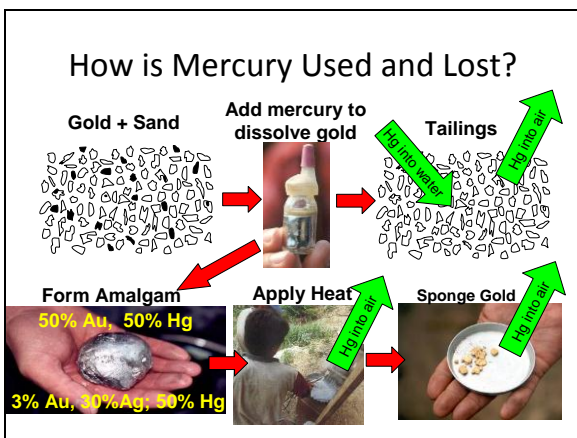 How is Mercury Used and Lost?
Gold + Sand
Add mercury to
dissolve gold
Tailings
Hg into water
Hg into air
Form Amalgam
50% Au, 50% Hg
3% Au, 30%Ag; 50% Hg
Apply Heat
Hg into air
Sponge Gold
Hg into air